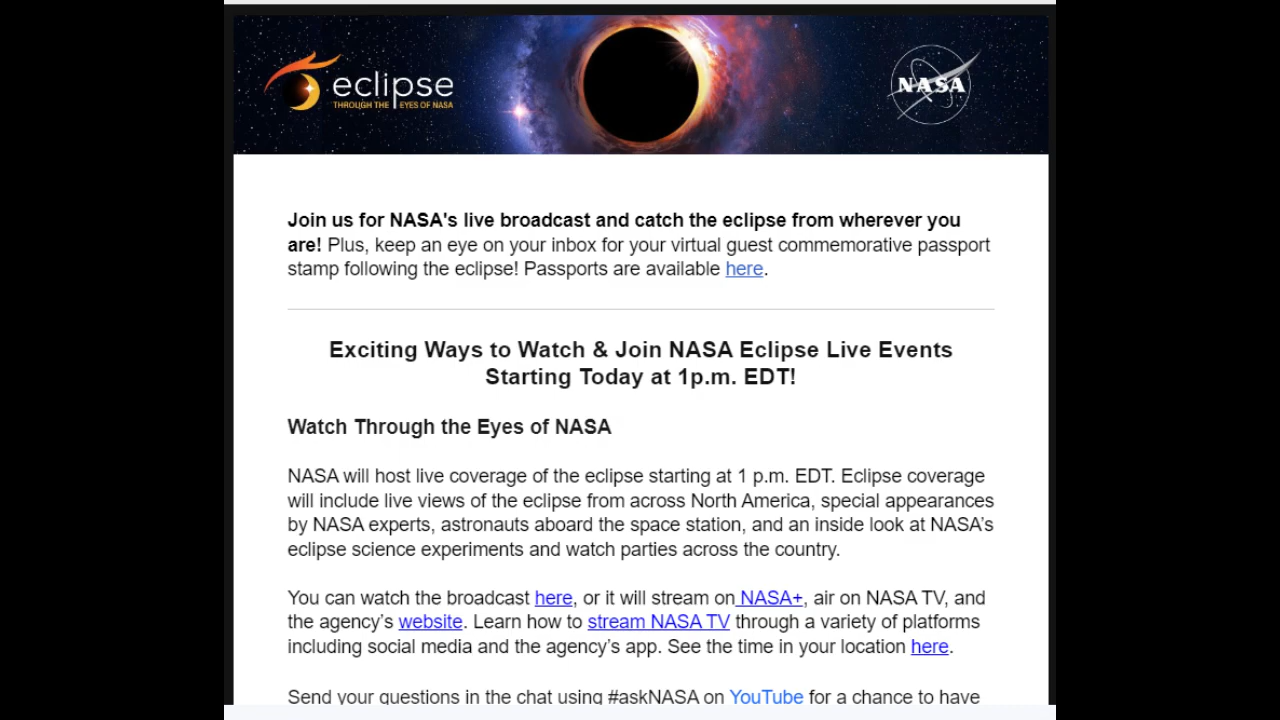 eclipse
THROUGH THE EYES OF NASA
NASA
Join us for NASA's live broadcast and catch the eclipse from wherever you
are! Plus, keep an eye on your inbox for your virtual guest commemorative passport
stamp following the eclipse! Passports are available here.
Exciting Ways to Watch & Join NASA Eclipse Live Events
Starting Today at 1p.m. EDT!
Watch Through the Eyes of NASA
NASA will host live coverage of the eclipse starting at 1 p.m. EDT. Eclipse coverage
will include live views of the eclipse from across North America, special appearances
by NASA experts, astronauts aboard the space station, and an inside look at NASA’s
eclipse science experiments and watch parties across the country.
You can watch the broadcast here, or it will stream on NASA+, air on NASA TV, and
the agency’s website. Learn how to stream NASA TV through a variety of platforms
including social media and the agency’s app. See the time in your location here.
Send your questions in the chat using #askNASA on YouTube for a chance to have